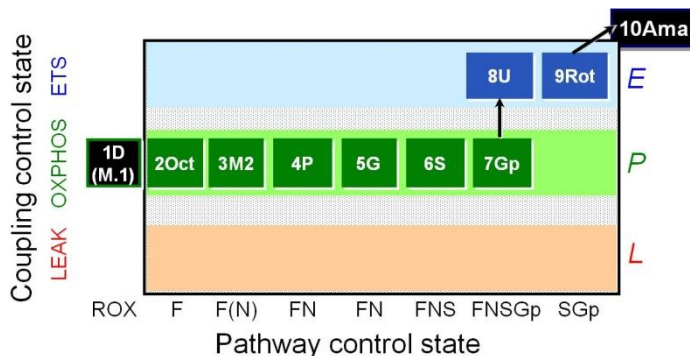 10Ama
8U 9Rot E
1D
(M.1)
2Oct 3M2 4P 5G 6S 7Gp P
L
Coupling control state
LEAK OXPHOS ETS
ROX F F(N) FN FN FNS FNSGp SGp
Pathway control state